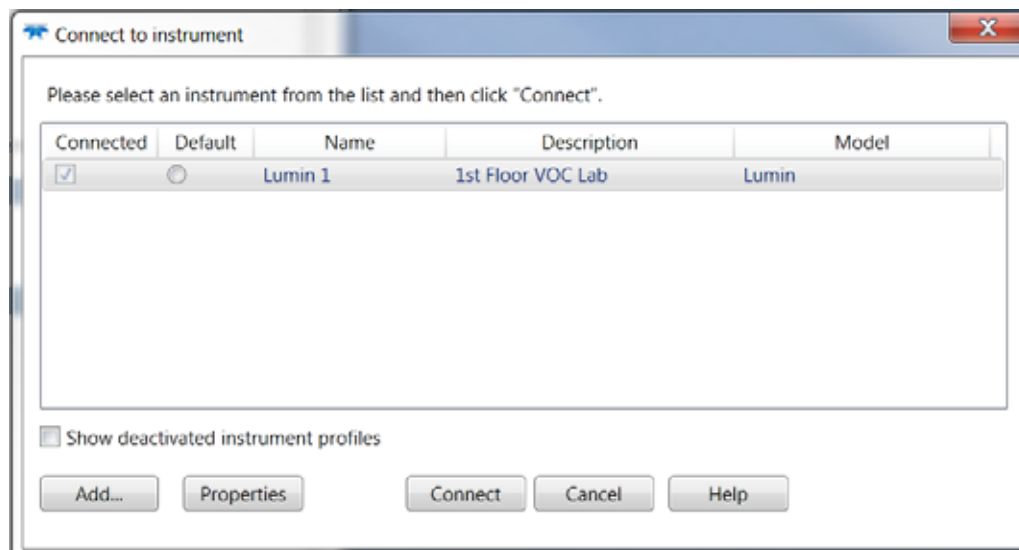 Connect to instrument
Please select an instrument from the list and then click "Connect".
Connected Default Name Description Model
Lumin 1 1st Floor VOC Lab Lumin
Show deactivated instrument profiles
Add... Properties Connect Cancel Help